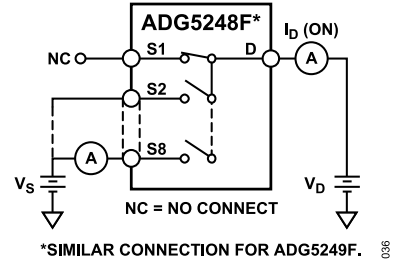 ADG5248F*
I_D (ON)
NC S1 D A
S2
A S8
V_S V_D
NC = NO CONNECT
*SIMILAR CONNECTION FOR ADG5249F.
036